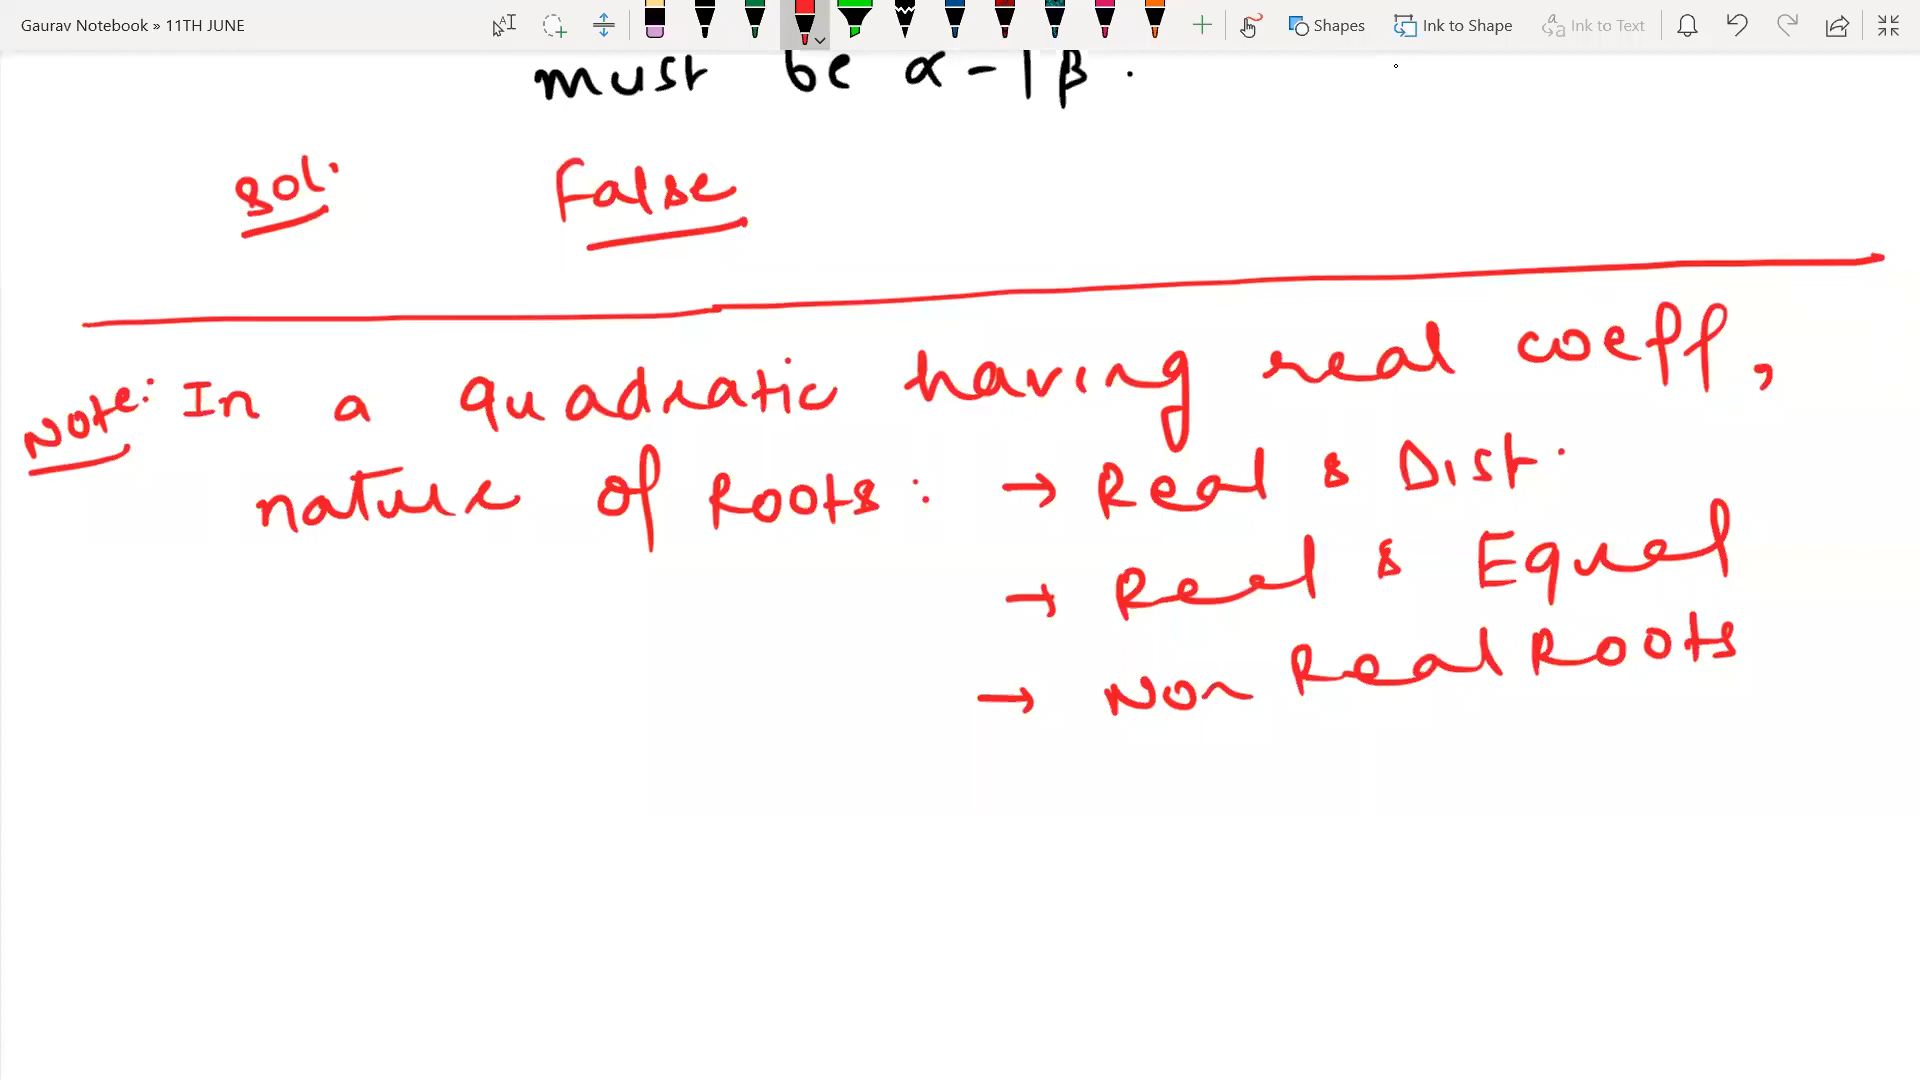 Gaurav Notebook » 11TH JUNE
Shapes
Ink to Shape
Ink to Text
must be α - iβ .
Sol.
False
Note: In a quadratic having real coeff,
nature of Roots : → Real & Dist.
→ Real & Equal
→ Non Real Roots